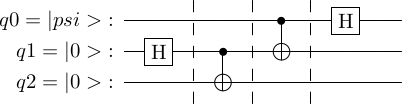 q0 = |psi > :
H
q1 = |0 > :
H
q2 = |0 > :